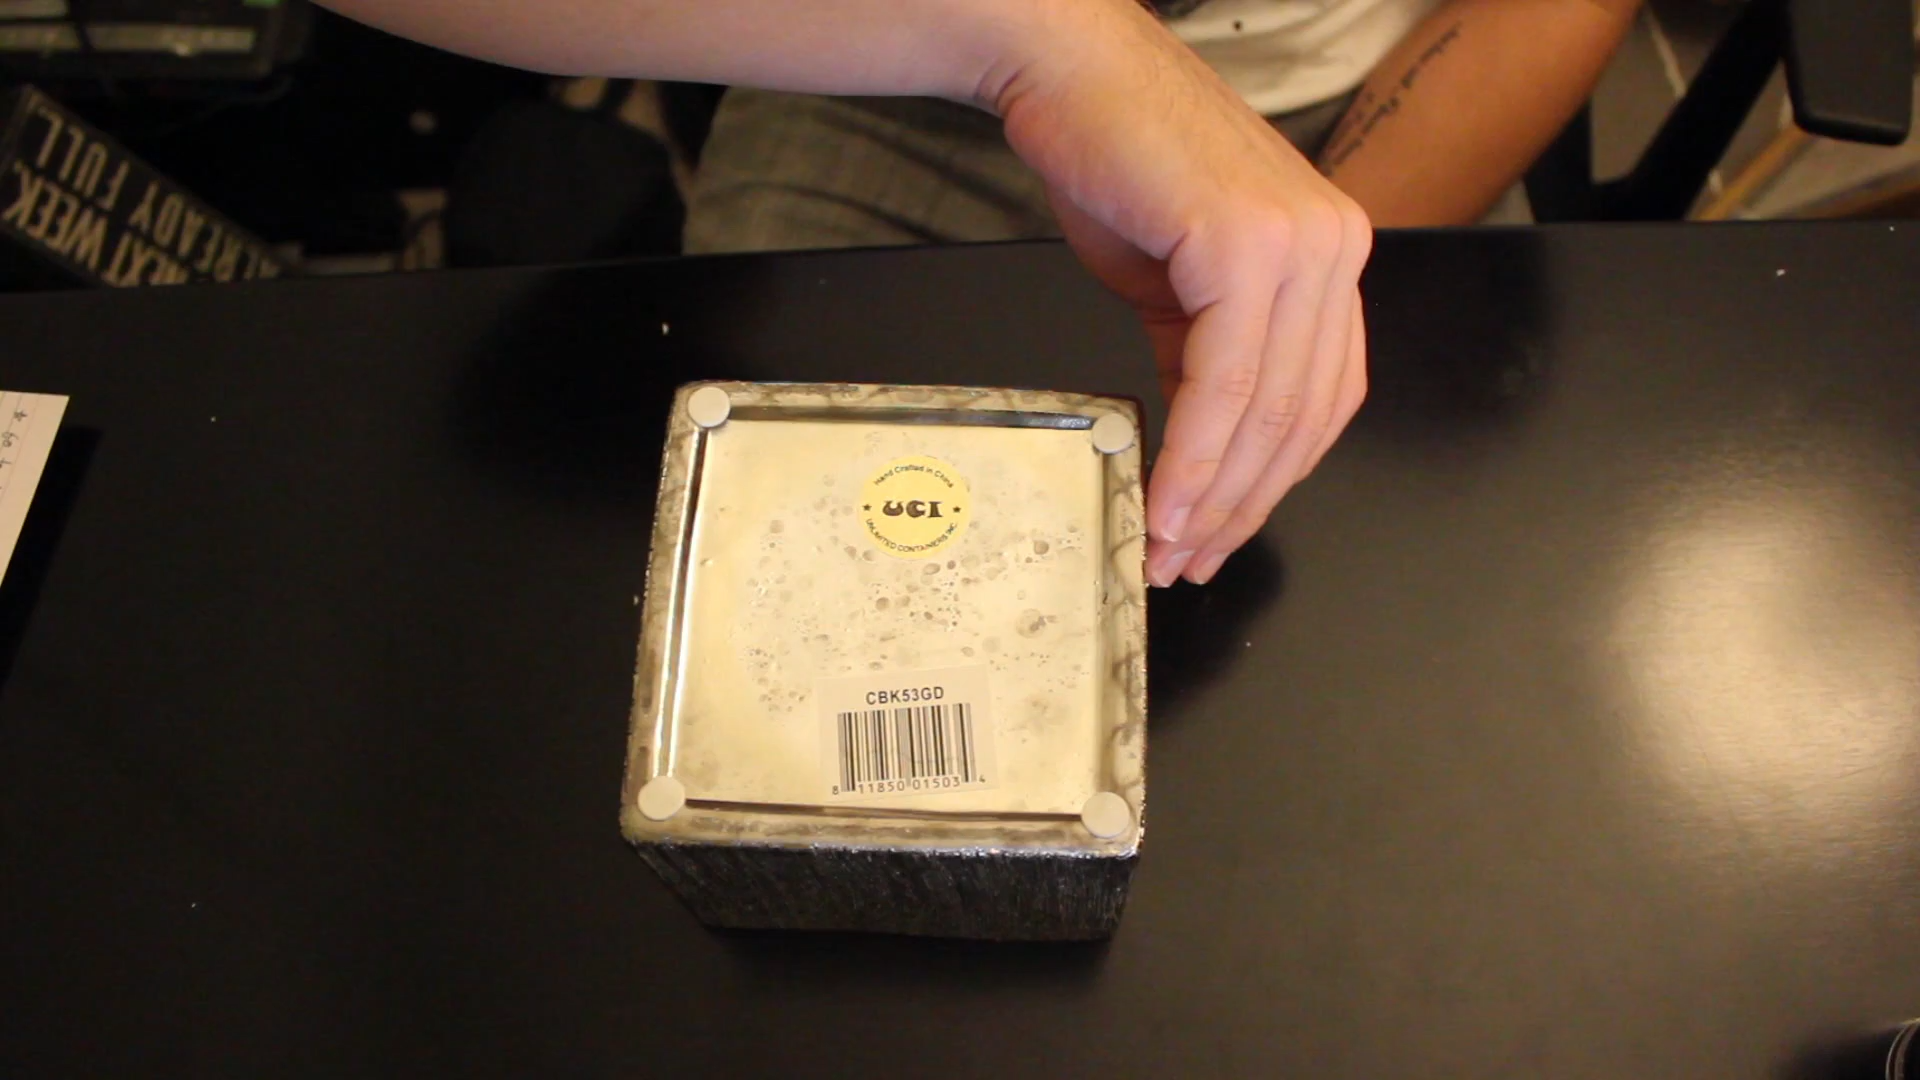 NEXT WEEK.
ALREADY FULL.
Hand Crafted in China
UCI
UNLIMITED CONTAINERS INC.
CBK53GD
8 11850 01503 4